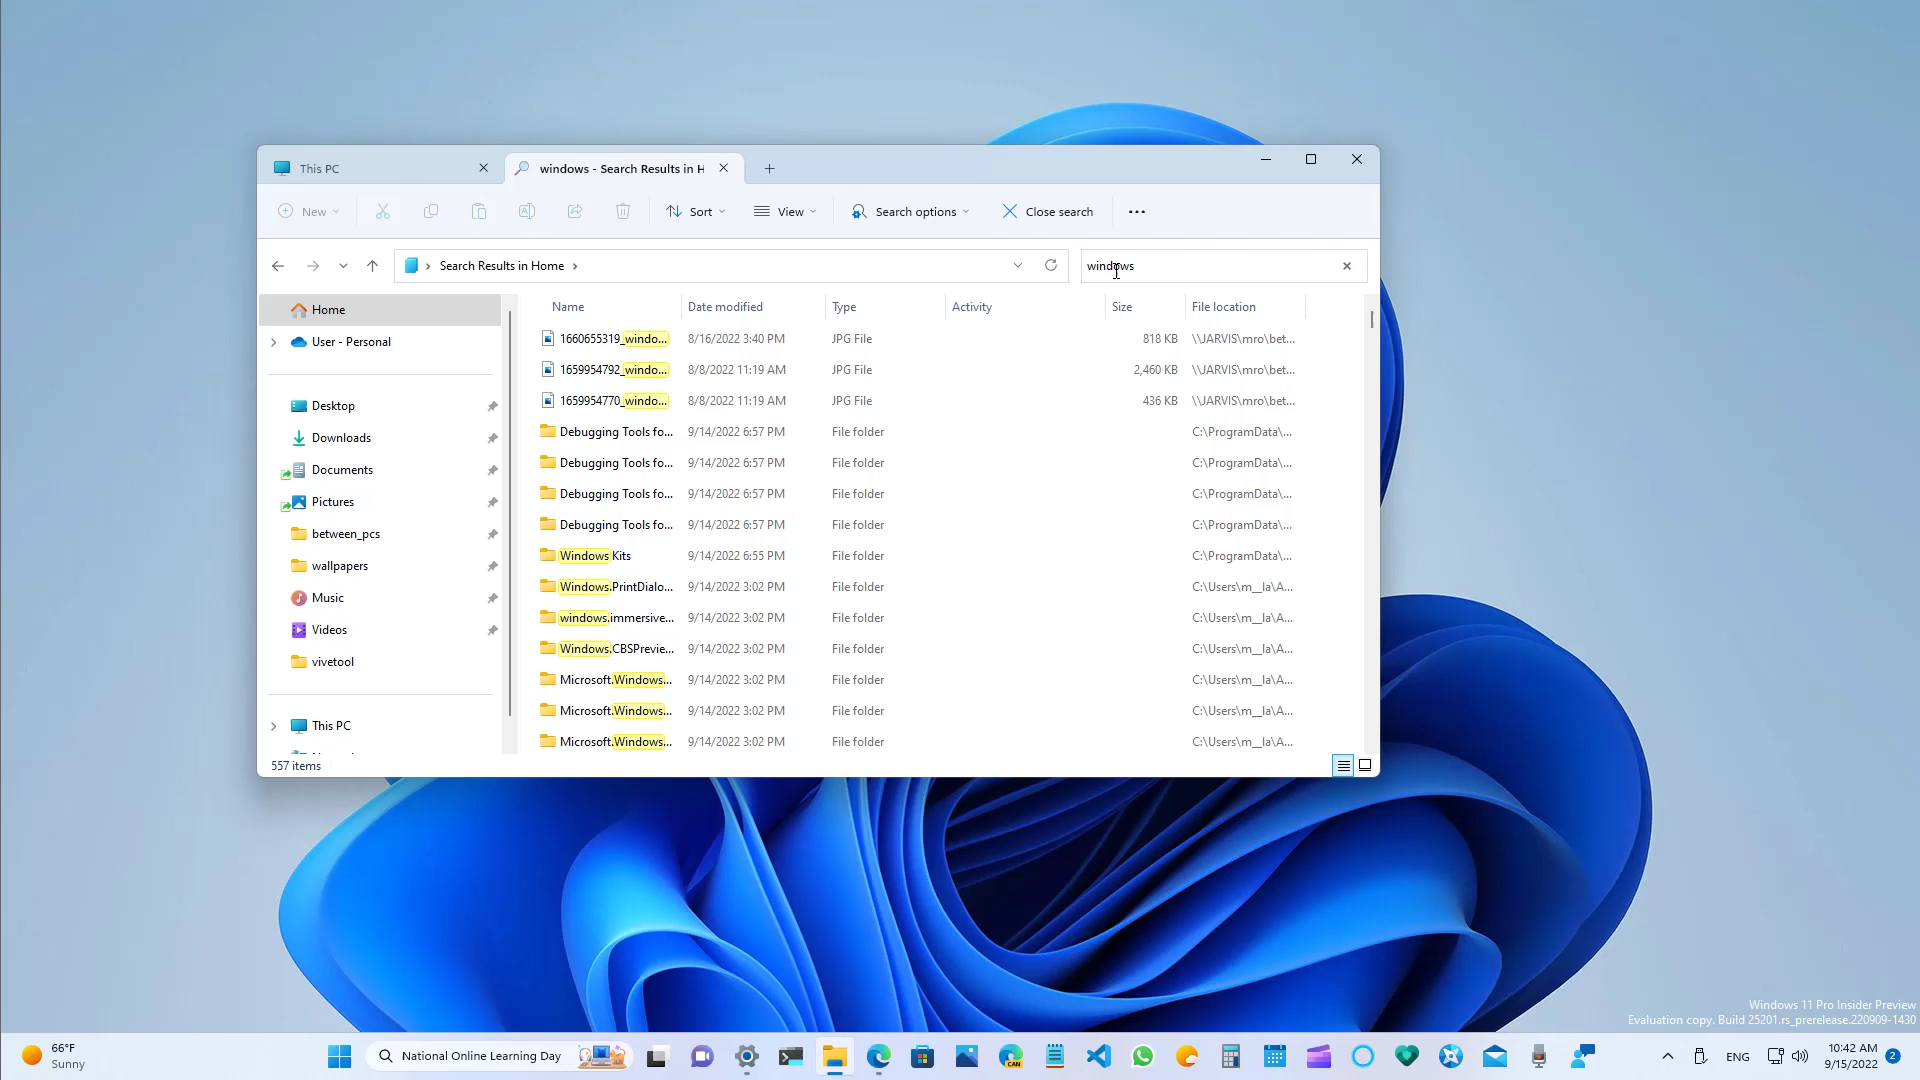 This PC
windows - Search Results in H
New
Sort
View
Search options
Close search
Search Results in Home
windows
Name Date modified Type Activity Size File location
Home
User - Personal
Desktop
Downloads
Documents
Pictures
between_pcs
wallpapers
Music
Videos
vivetool
This PC
1660655319_windo... 8/16/2022 3:40 PM JPG File 818 KB \\JARVIS\mro\bet...
1659954792_windo... 8/8/2022 11:19 AM JPG File 2,460 KB \\JARVIS\mro\bet...
1659954770_windo... 8/8/2022 11:19 AM JPG File 436 KB \\JARVIS\mro\bet...
Debugging Tools fo... 9/14/2022 6:57 PM File folder C:\ProgramData\...
Debugging Tools fo... 9/14/2022 6:57 PM File folder C:\ProgramData\...
Debugging Tools fo... 9/14/2022 6:57 PM File folder C:\ProgramData\...
Debugging Tools fo... 9/14/2022 6:57 PM File folder C:\ProgramData\...
Windows Kits 9/14/2022 6:55 PM File folder C:\ProgramData\...
Windows.PrintDialo... 9/14/2022 3:02 PM File folder C:\Users\m__la\A...
windows.immersive... 9/14/2022 3:02 PM File folder C:\Users\m__la\A...
Windows.CBSPrevie... 9/14/2022 3:02 PM File folder C:\Users\m__la\A...
Microsoft.Windows... 9/14/2022 3:02 PM File folder C:\Users\m__la\A...
Microsoft.Windows... 9/14/2022 3:02 PM File folder C:\Users\m__la\A...
Microsoft.Windows... 9/14/2022 3:02 PM File folder C:\Users\m__la\A...
557 items
Windows 11 Pro Insider Preview
Evaluation copy. Build 25201.rs_prerelease.220909-1430
66°F
Sunny
National Online Learning Day
CAN
ENG
10:42 AM
9/15/2022
2